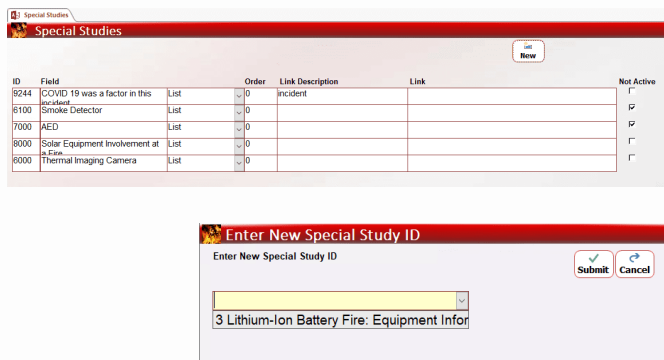 Special Studies
Special Studies
New
ID Field Order Link Description Link Not Active
9244 COVID 19 was a factor in this List 0 incident
incident
6100 Smoke Detector List 0
7000 AED List 0
8000 Solar Equipment Involvement at List 0
a Fire
6000 Thermal Imaging Camera List 0
Enter New Special Study ID
Enter New Special Study ID
Submit Cancel
3 Lithium-Ion Battery Fire: Equipment Infor